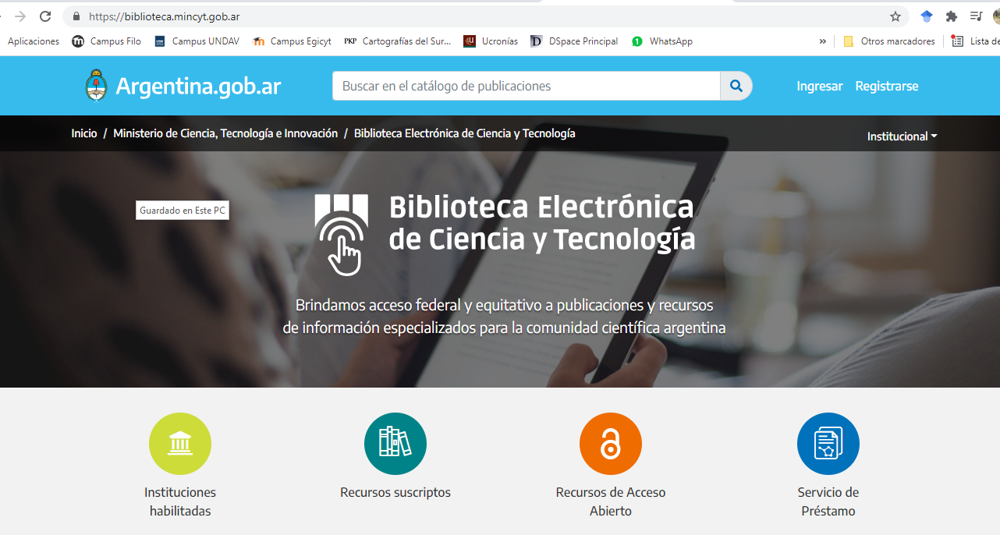 https://biblioteca.mincyt.gob.ar
Aplicaciones Campus Filo Campus UNDAV Campus Egicyt PKP Cartografías del Sur... Ucronías DSpace Principal 1 WhatsApp » Otros marcadores Lista de
Argentina.gob.ar Buscar en el catálogo de publicaciones Ingresar Registrarse
Inicio / Ministerio de Ciencia, Tecnología e Innovación / Biblioteca Electrónica de Ciencia y Tecnología Institucional
Guardado en Este PC
Biblioteca Electrónica
de Ciencia y Tecnología
Brindamos acceso federal y equitativo a publicaciones y recursos
de información especializados para la comunidad científica argentina
Instituciones
habilitadas
Recursos suscriptos
Recursos de Acceso
Abierto
Servicio de
Préstamo